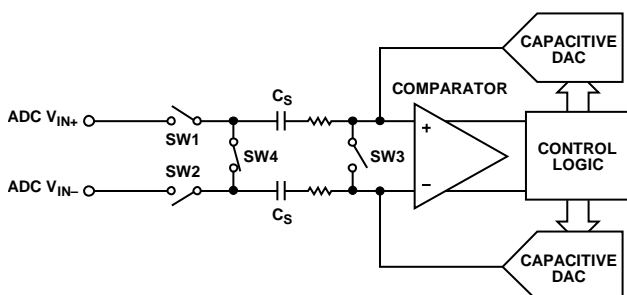 CAPACITIVE
DAC
COMPARATOR
CS
ADC VIN+
SW1
+
SW4
SW3
CONTROL
LOGIC
SW2
ADC VIN–
–
CS
CAPACITIVE
DAC